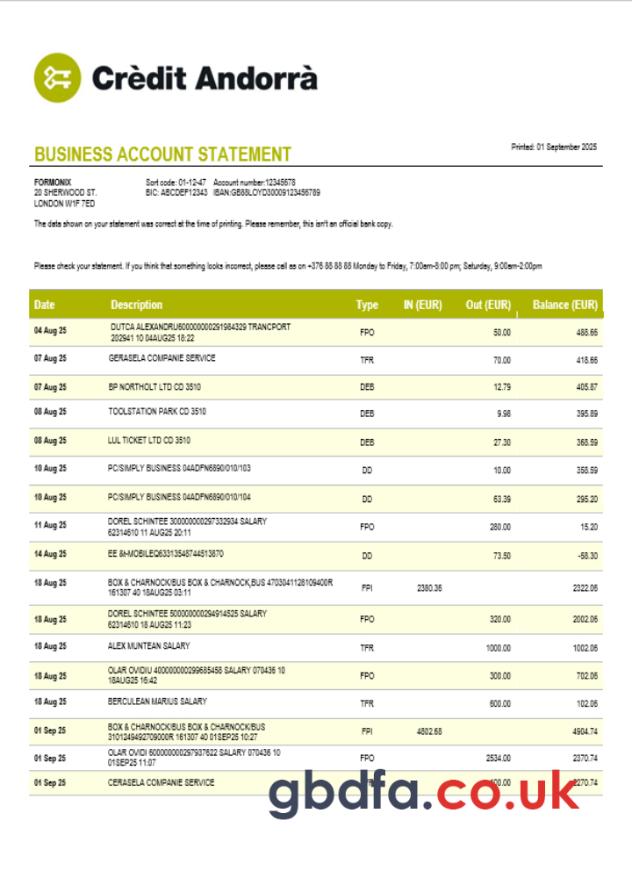 Crèdit Andorrà
BUSINESS ACCOUNT STATEMENT
Printed: 01 September 2025
FORMONIX Sort code: 01-12-47 Account number:12345678
20 SHERWOOD ST. BIC: ABCDEF12343 IBAN:GB88LOYD30009123456789
LONDON W1F 7ED
The data shown on your statement was correct at the time of printing. Please remember, this isn't an official bank copy.
Please check your statement. If you think that something looks incorrect, please call as on +376 88 88 88 Monday to Friday, 7:00am-8:00 pm; Saturday, 9:00am-2:00pm
Date Description Type IN (EUR) Out (EUR) Balance (EUR)
04 Aug 25 DUTCA ALEXANDRU600000000291984329 TRANCPORT FPO 50.00 488.66
202941 10 04AUG25 18:22
07 Aug 25 GERASELA COMPANIE SERVICE TFR 70.00 418.66
07 Aug 25 BP NORTHOLT LTD CD 3510 DEB 12.79 405.87
08 Aug 25 TOOLSTATION PARK CD 3510 DEB 9.98 395.89
08 Aug 25 LUL TICKET LTD CD 3510 DEB 27.30 368.59
10 Aug 25 PC/SIMPLY BUSINESS 04ADFN6890/010/103 DD 10.00 358.59
10 Aug 25 PC/SIMPLY BUSINESS 04ADFN6890/010/104 DD 63.39 295.20
11 Aug 25 DOREL SCHINTEE 300000000297332934 SALARY FPO 280.00 15.20
62314610 11 AUG25 20:11
14 Aug 25 EE &MOBILEQ63313548744513870 DD 73.50 -58.30
18 Aug 25 BOX & CHARNOCK/BUS BOX & CHARNOCK,BUS 4703041128109400R FPI 2380.36 2322.06
161307 40 18AUG25 03:11
18 Aug 25 DOREL SCHINTEE 500000000294914525 SALARY FPO 320.00 2002.06
62314610 18 AUG25 11:23
18 Aug 25 ALEX MUNTEAN SALARY TFR 1000.00 1002.06
18 Aug 25 OLAR OVIDIU 400000000299685458 SALARY 070436 10 FPO 300.00 702.06
18AUG25 16:42
18 Aug 25 BERCULEAN MARIUS SALARY TFR 600.00 102.06
01 Sep 25 BOX & CHARNOCK/BUS BOX & CHARNOCK/BUS FPI 4802.68 4904.74
3101249492709000R 161307 40 01SEP25 10:27
01 Sep 25 OLAR OVIDI 600000000297937622 SALARY 070436 10 FPO 2534.00 2370.74
01SEP25 11:07
01 Sep 25 CERASELA COMPANIE SERVICE 2270.74
gbdfa.co.uk